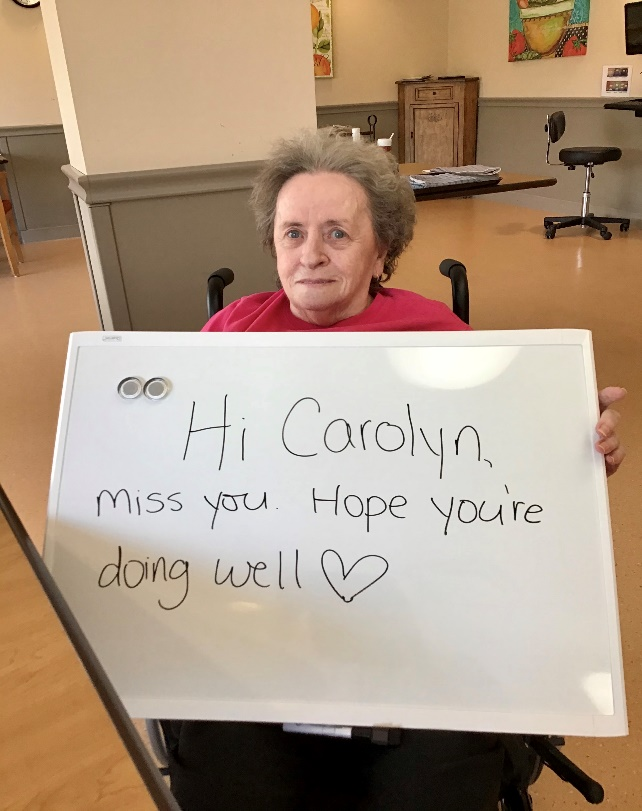 Hi Carolyn,
miss you. Hope you're
doing well ♡